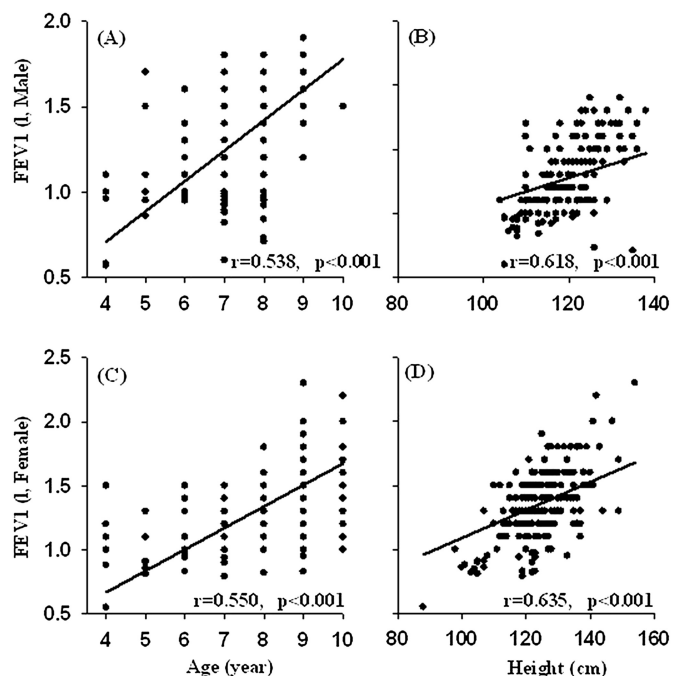 2.0
(A)
(B)
1.5
FEV1 (l, Male)
1.0
0.5
r=0.538, p<0.001
r=0.618, p<0.001
4 5 6 7 8 9 10
80 100 120 140
2.5
(C)
(D)
2.0
FEV1 (l, Female)
1.5
1.0
0.5
r=0.550, p<0.001
r=0.635, p<0.001
4 5 6 7 8 9 10
80 100 120 140 160
Age (year)
Height (cm)